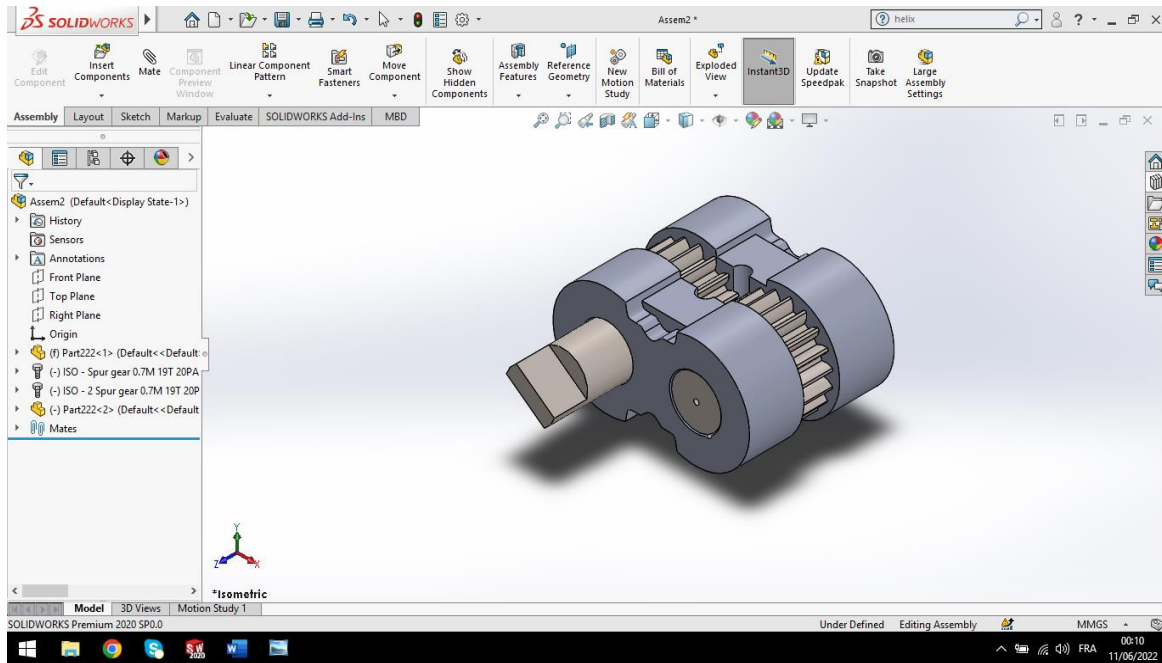 SOLIDWORKS
Assem2 *
helix
?
Edit Component
Insert Components
Mate
Component Preview Window
Linear Component Pattern
Smart Fasteners
Move Component
Show Hidden Components
Assembly Features
Reference Geometry
New Motion Study
Bill of Materials
Exploded View
Instant3D
Update Speedpak
Take Snapshot
Large Assembly Settings
Assembly Layout Sketch Markup Evaluate SOLIDWORKS Add-Ins MBD
Assem2 (Default<Display State-1>)
History
Sensors
Annotations
Front Plane
Top Plane
Right Plane
Origin
(f) Part222<1> (Default<<Default
(-) ISO - Spur gear 0.7M 19T 20PA
(-) ISO - 2 Spur gear 0.7M 19T 20P
(-) Part222<2> (Default<<Default
Mates
Y
Z X
*Isometric
Model 3D Views Motion Study 1
SOLIDWORKS Premium 2020 SP0.0
Under Defined Editing Assembly MMGS
FRA
00:10
11/06/2022